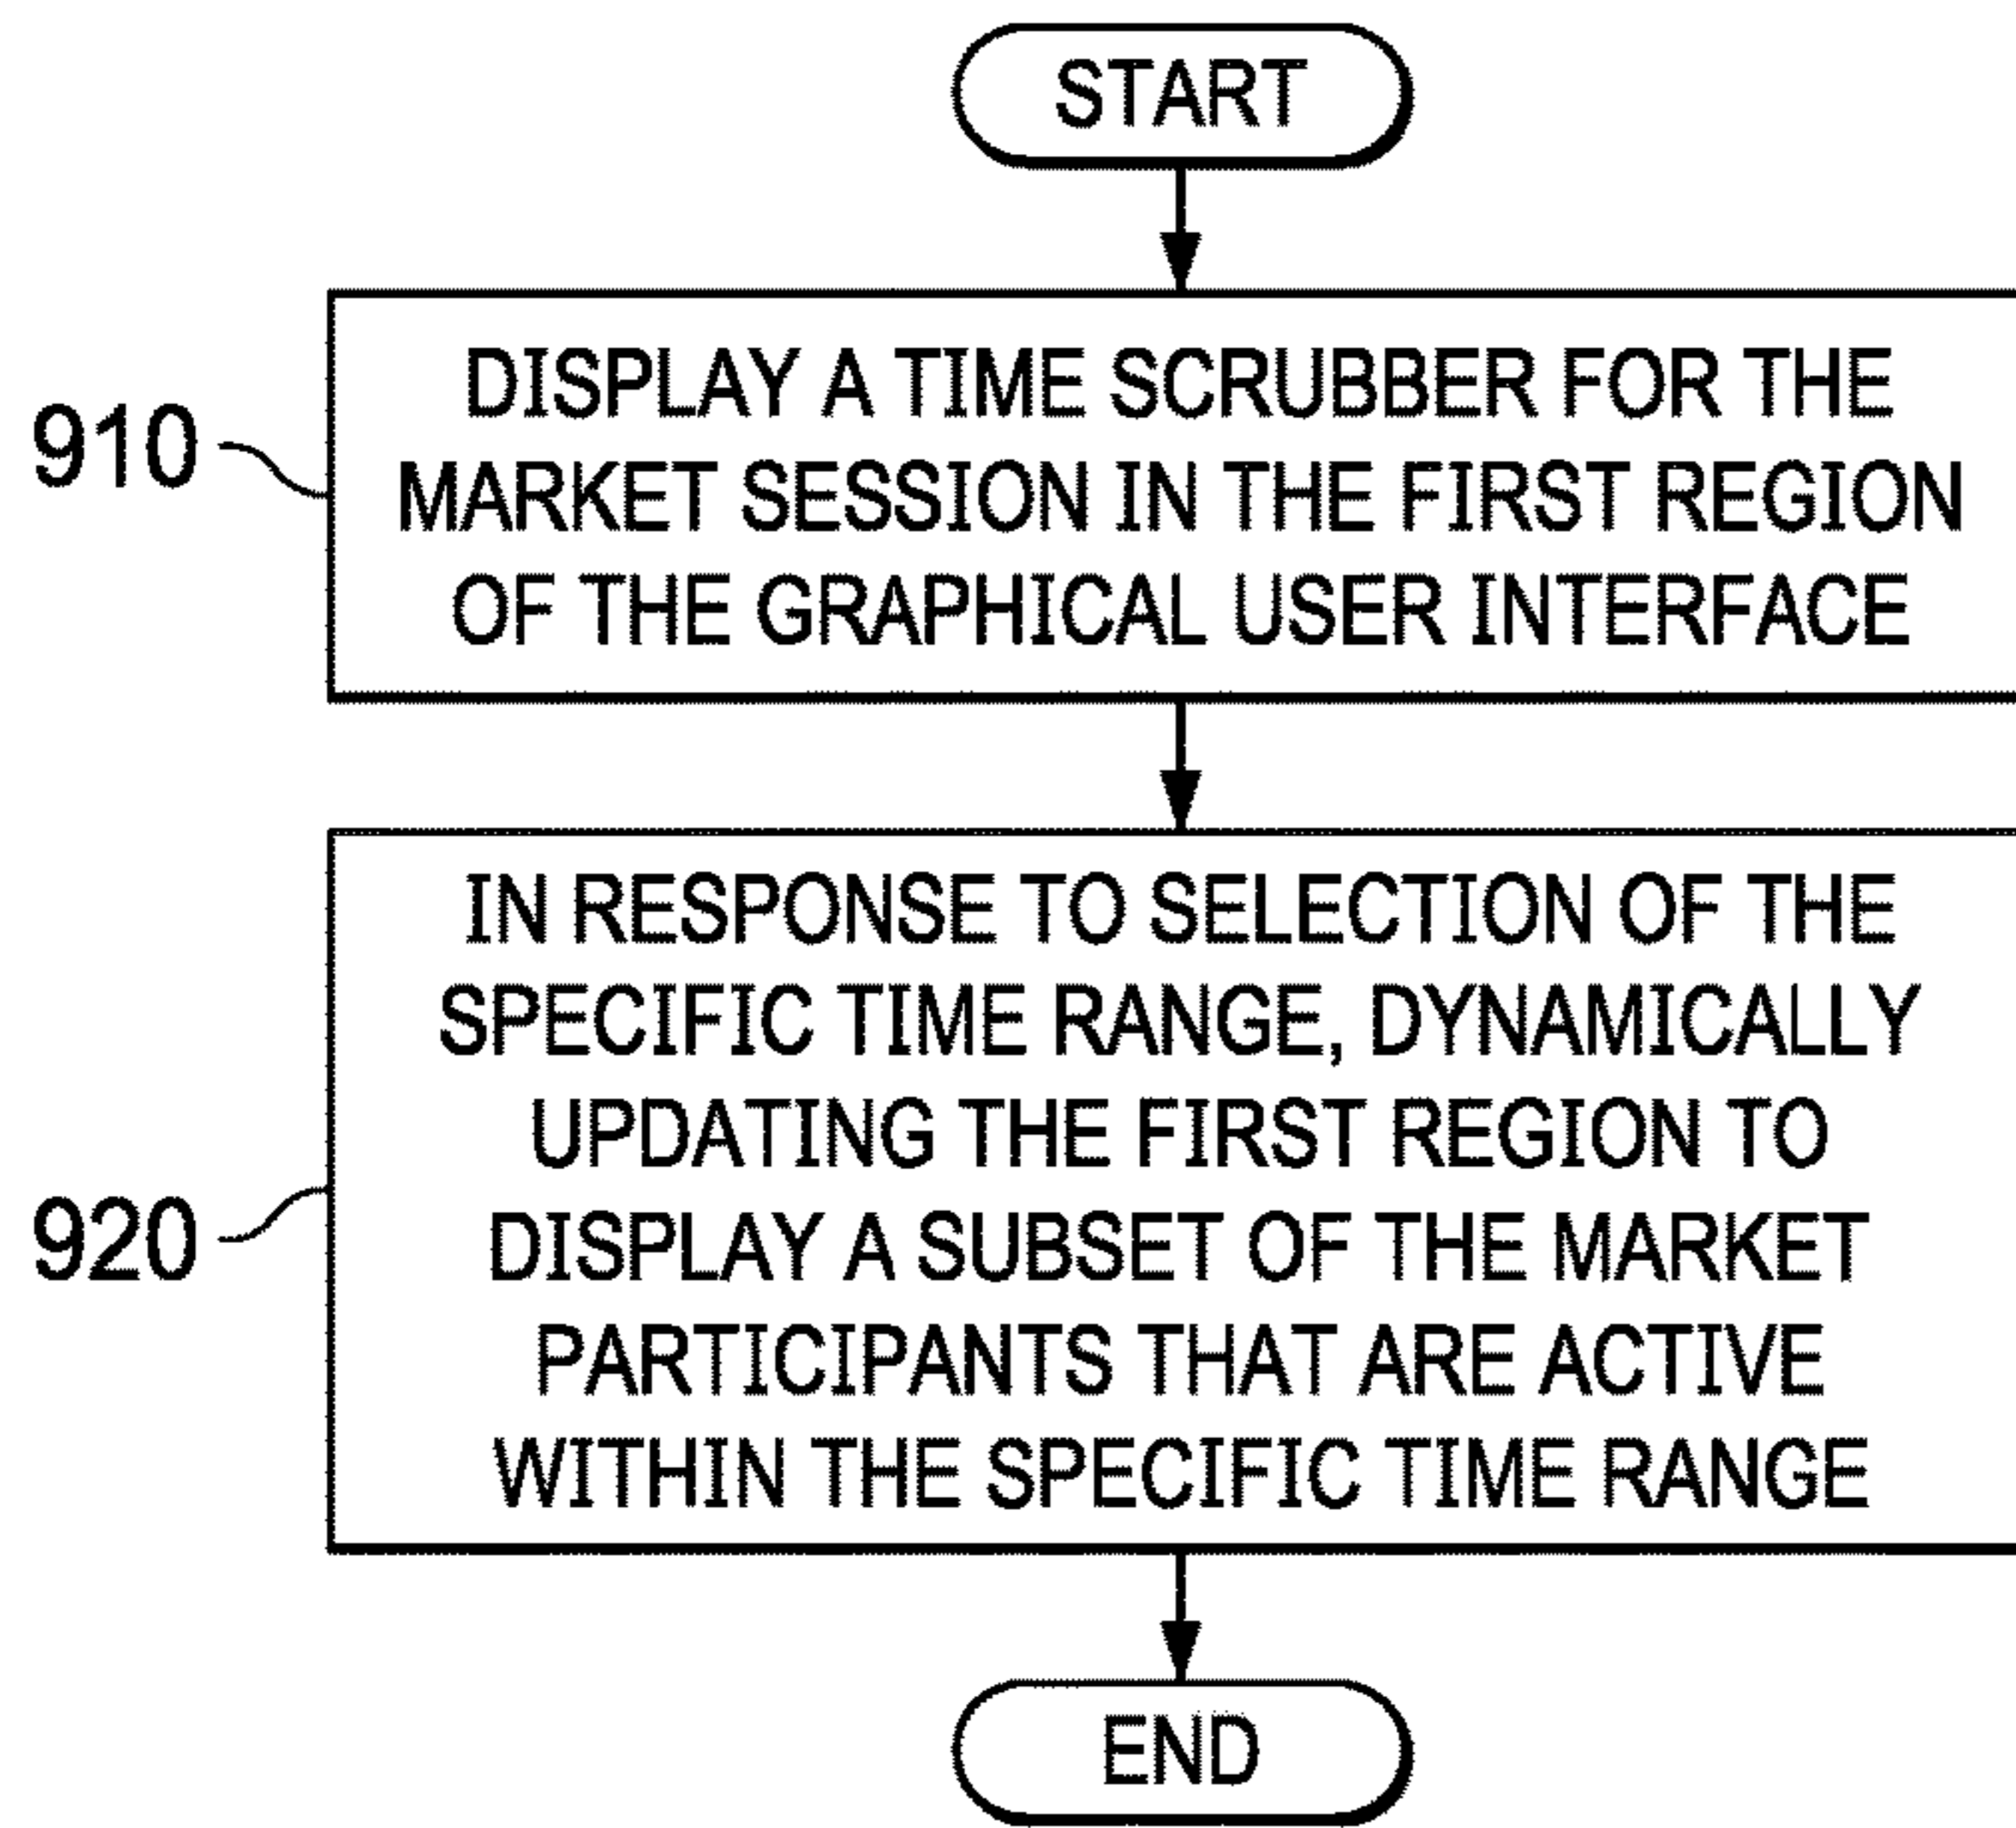 START
910
DISPLAY A TIME SCRUBBER FOR THE
MARKET SESSION IN THE FIRST REGION
OF THE GRAPHICAL USER INTERFACE
920
IN RESPONSE TO SELECTION OF THE
SPECIFIC TIME RANGE, DYNAMICALLY
UPDATING THE FIRST REGION TO
DISPLAY A SUBSET OF THE MARKET
PARTICIPANTS THAT ARE ACTIVE
WITHIN THE SPECIFIC TIME RANGE
END